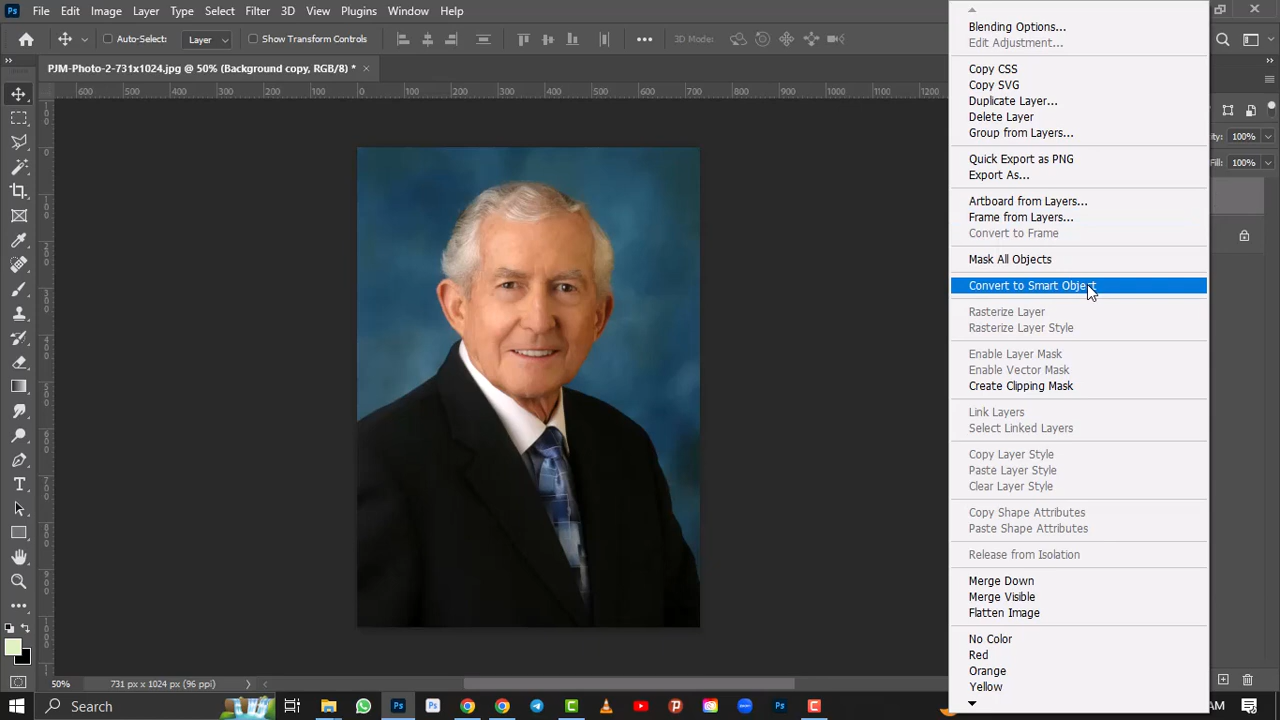 Ps File Edit Image Layer Type Select Filter 3D View Plugins Window Help
Auto-Select: Layer Show Transform Controls 3D Mode:
PJM-Photo-2-731x1024.jpg @ 50% (Background copy, RGB/8) *
600 500 400 300 200 100 0 100 200 300 400 500 600 700 800 900 1000 1100 1200
Blending Options...
Edit Adjustment...
Copy CSS
Copy SVG
Duplicate Layer...
Delete Layer
Group from Layers...
Quick Export as PNG
Export As...
Artboard from Layers...
Frame from Layers...
Convert to Frame
Mask All Objects
Convert to Smart Object
Rasterize Layer
Rasterize Layer Style
Enable Layer Mask
Enable Vector Mask
Create Clipping Mask
Link Layers
Select Linked Layers
Copy Layer Style
Paste Layer Style
Clear Layer Style
Copy Shape Attributes
Paste Shape Attributes
Release from Isolation
Merge Down
Merge Visible
Flatten Image
No Color
Red
Orange
Yellow
ity: 100%
Fill: 100%
50% 731 px x 1024 px (96 ppi)
Search
AM